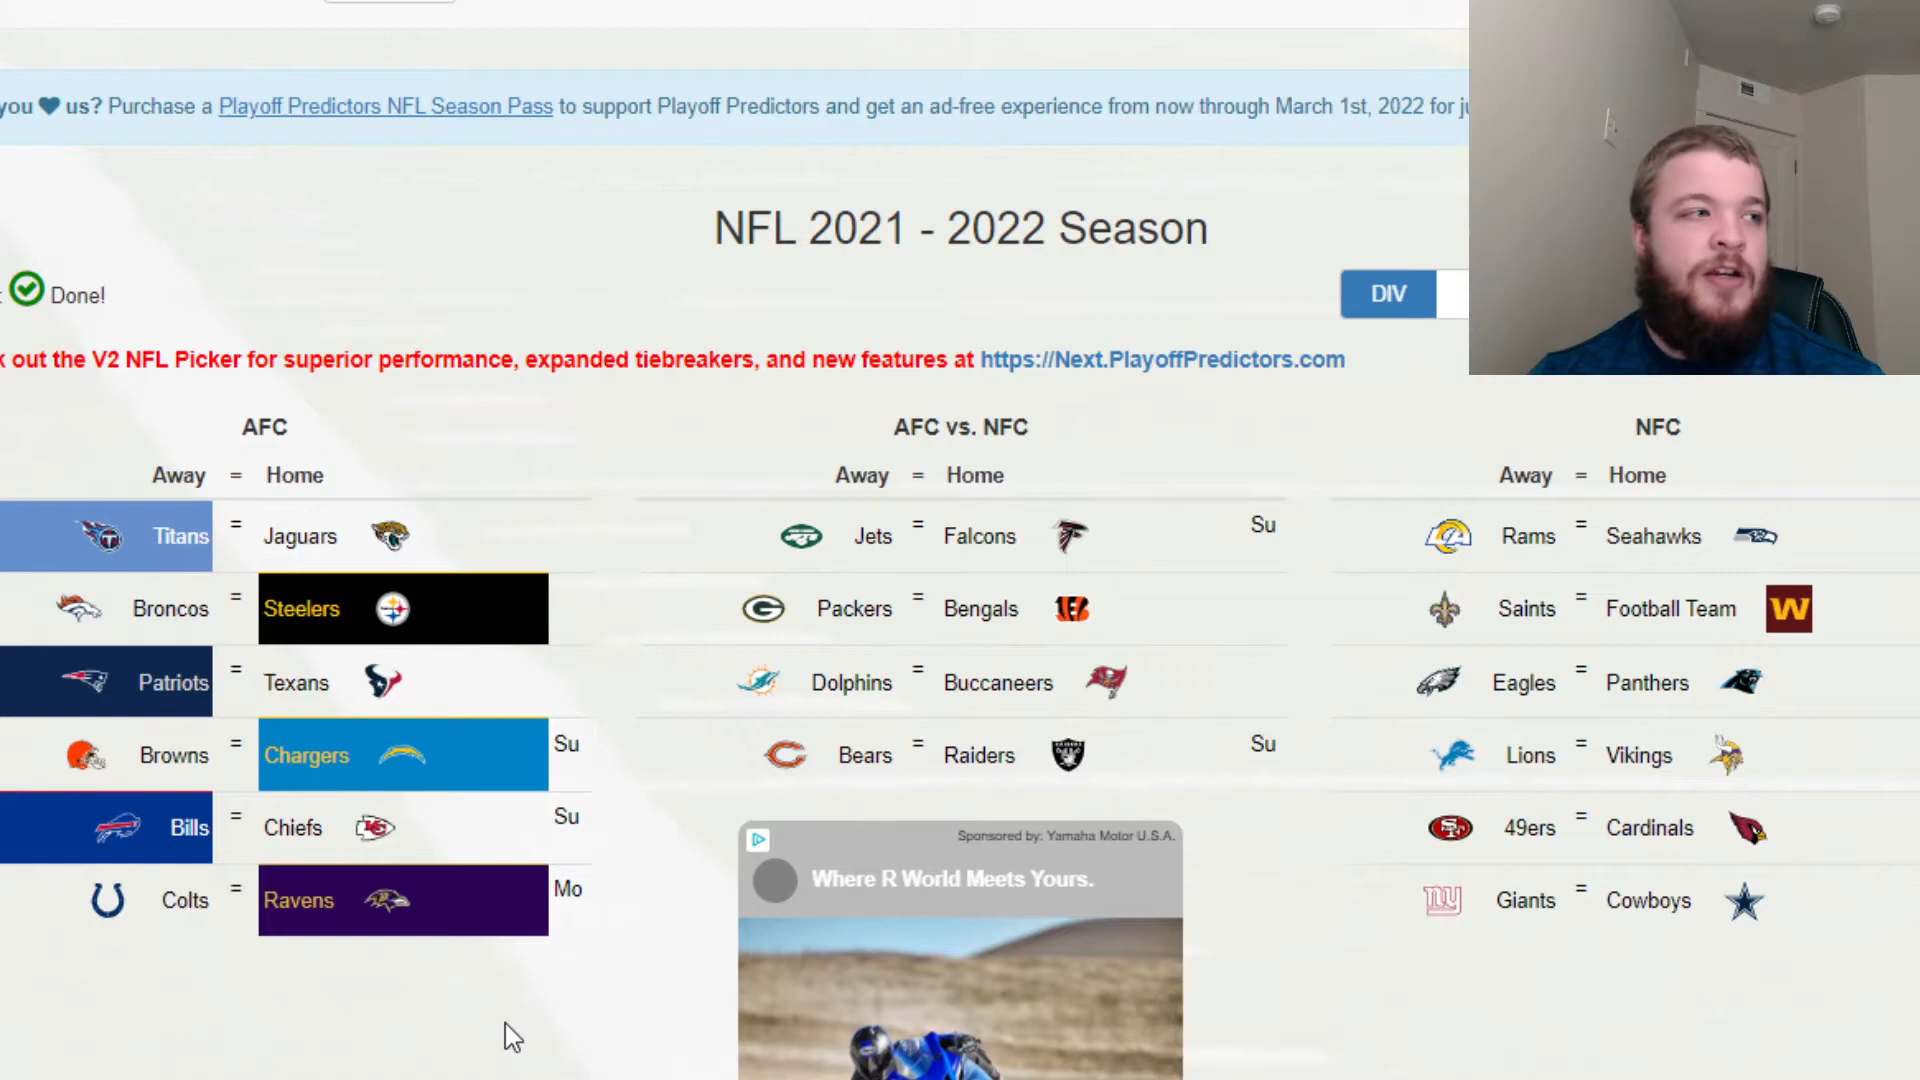 you ♥ us? Purchase a Playoff Predictors NFL Season Pass to support Playoff Predictors and get an ad-free experience from now through March 1st, 2022 for ju
NFL 2021 - 2022 Season
: Done!
DIV
k out the V2 NFL Picker for superior performance, expanded tiebreakers, and new features at https://Next.PlayoffPredictors.com
AFC
Away = Home
Titans = Jaguars
Broncos = Steelers
Patriots = Texans
Browns = Chargers Su
Bills = Chiefs Su
Colts = Ravens Mo
AFC vs. NFC
Away = Home
Jets = Falcons Su
Packers = Bengals
Dolphins = Buccaneers
Bears = Raiders Su
Sponsored by: Yamaha Motor U.S.A.
Where R World Meets Yours.
NFC
Away = Home
Rams = Seahawks
Saints = Football Team W
Eagles = Panthers
Lions = Vikings
49ers = Cardinals
Giants = Cowboys